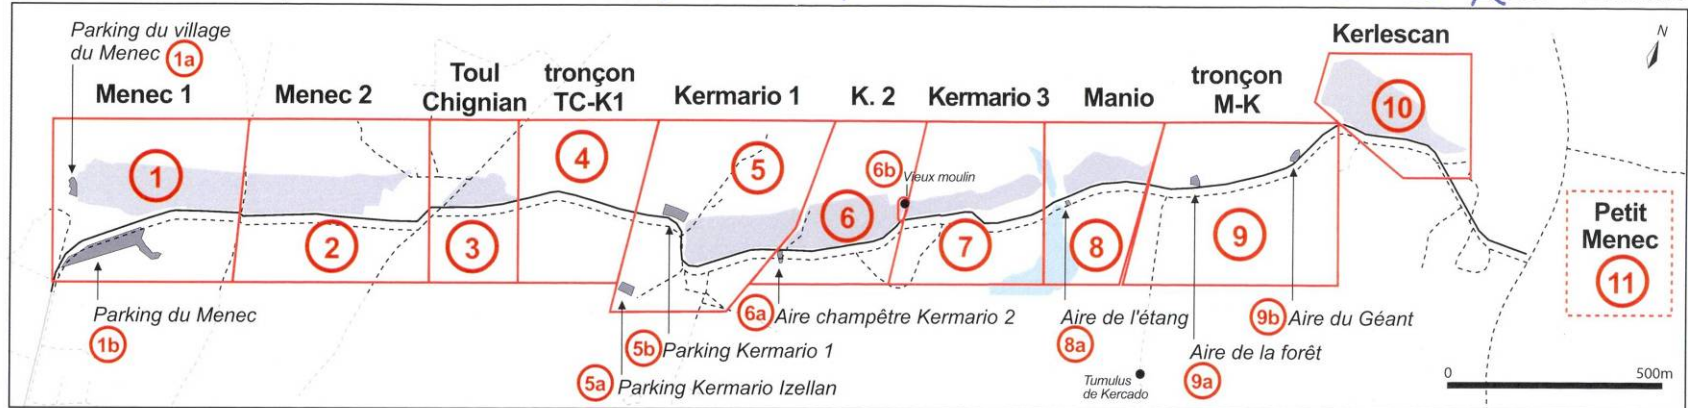 Parking du village
du Menec 1a
Menec 1
Menec 2
Toul
Chignian
tronçon
TC-K1
Kermario 1
K. 2
Kermario 3
Manio
tronçon
M-K
Kerlescan
N
1
2
3
4
5
6
6b
Vieux moulin
7
8
9
10
Petit
Menec
11
Parking du Menec
1b
6a Aire champêtre Kermario 2
5b Parking Kermario 1
5a Parking Kermario Izellan
Aire de l'étang
8a
9b Aire du Géant
Aire de la forêt
9a
Tumulus
de Kercado
0 500m